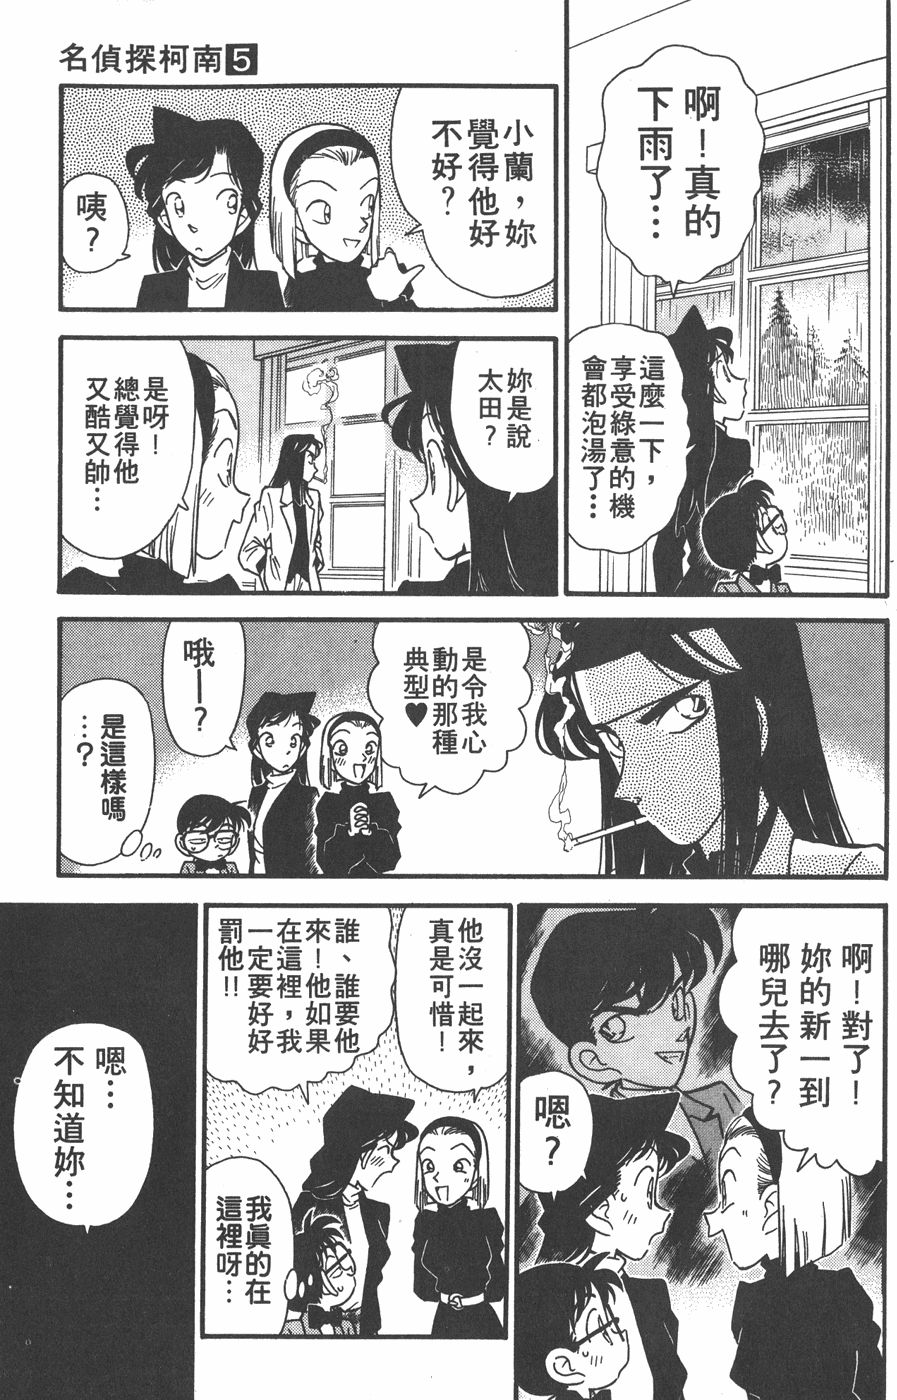 名偵探柯南5
啊！真的
下雨了…
這麼一下，
享受綠意的機
會都泡湯了…
小蘭，妳
覺得他好
不好？
咦？
妳是說
太田？
是呀！
總覺得他
又酷又帥…
是令我心
動的那種
典型♥
哦—？
是這樣嗎
…？
啊！對了！
妳的新一到
哪兒去了？
嗯？
他沒一起來，
真是可惜！
誰、誰要他
來！他如果
在這裡，我
一定要好好
罰他!!
我真的在
這裡呀…
嗯…
不知道妳…